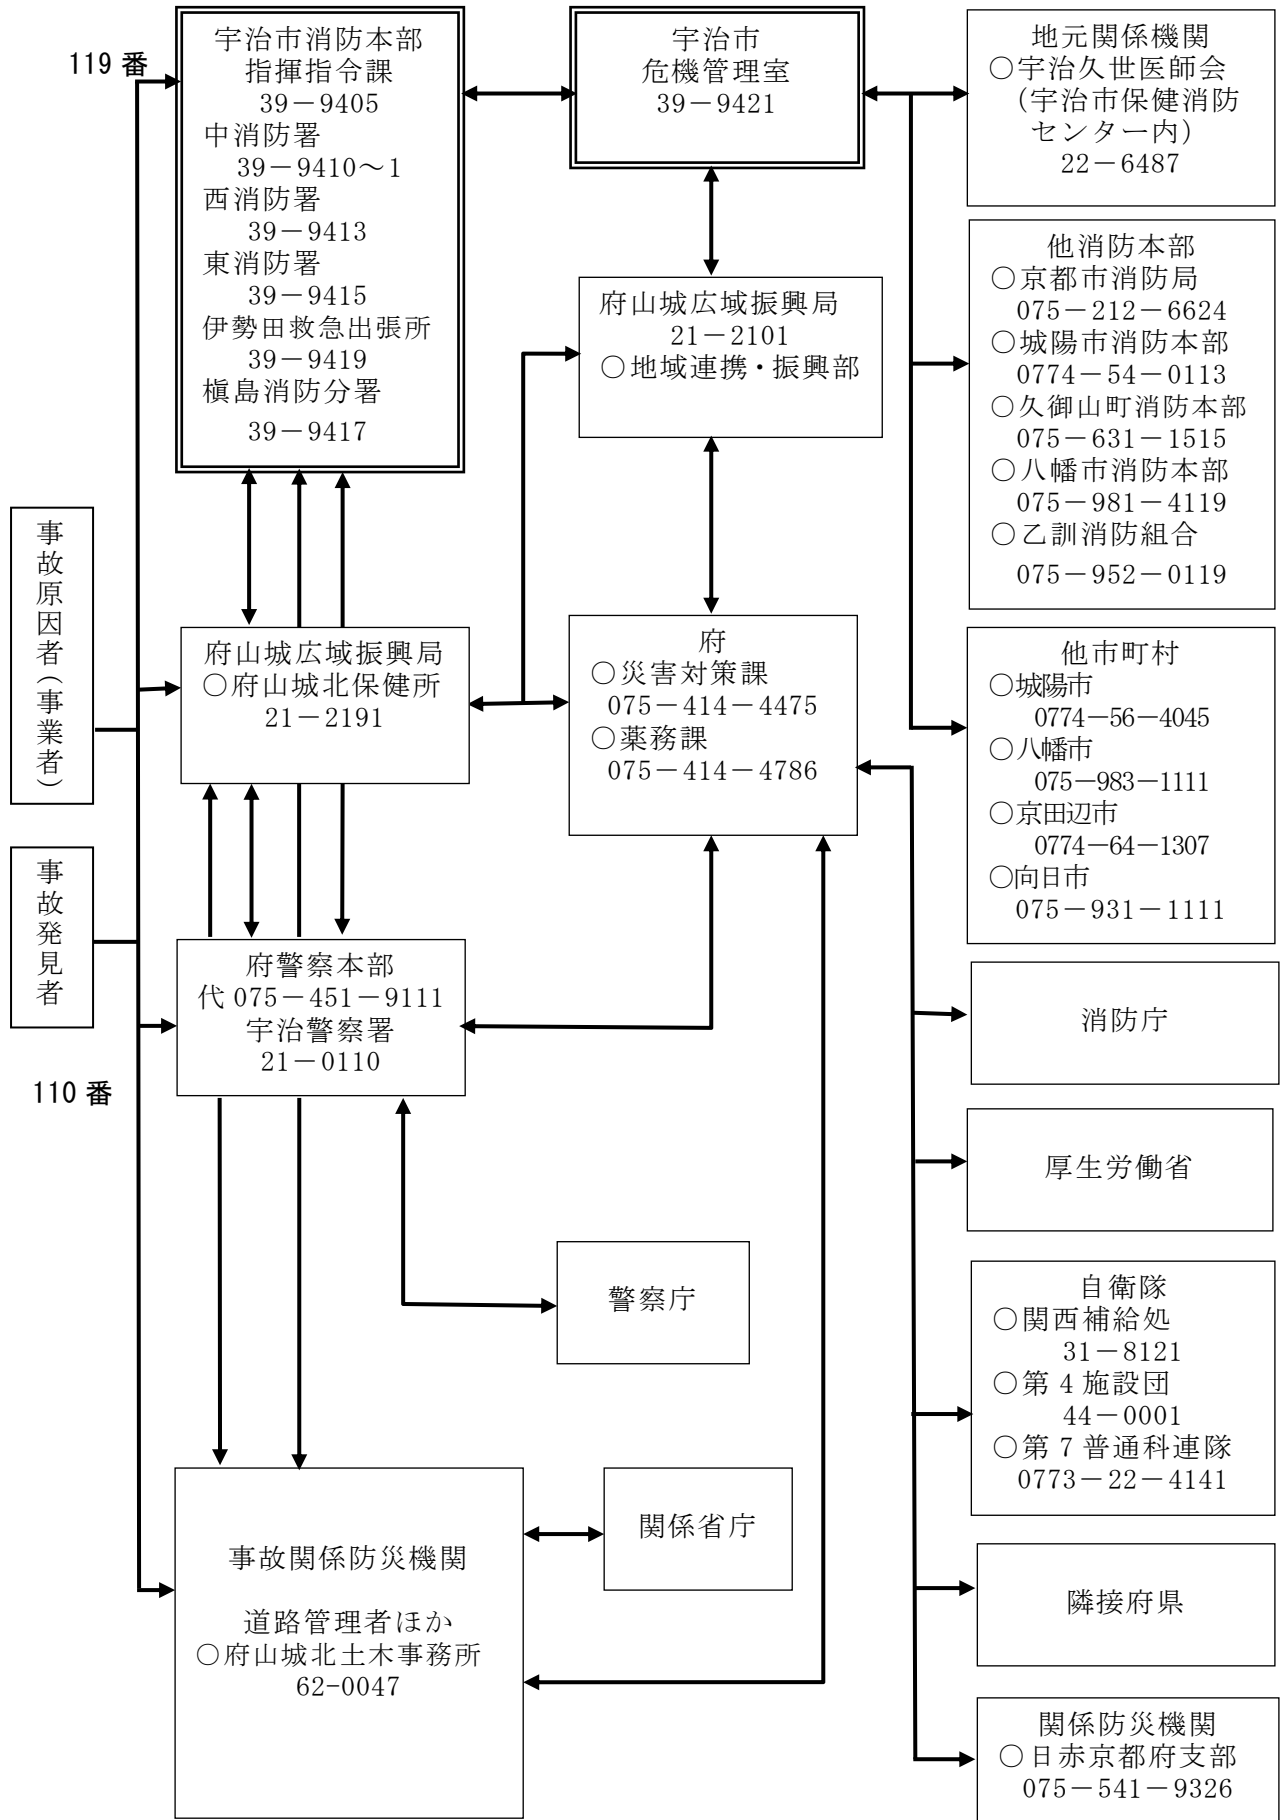 119番
宇治市消防本部
指揮指令課
39－9405
中消防署
39－9410～1
西消防署
39－9413
東消防署
39－9415
伊勢田救急出張所
39－9419
槇島消防分署
39－9417
宇治市
危機管理室
39－9421
地元関係機関
○宇治久世医師会
（宇治市保健消防
センター内）
22－6487
府山城広域振興局
21－2101
○地域連携・振興部
他消防本部
○京都市消防局
075－212－6624
○城陽市消防本部
0774－54－0113
○久御山町消防本部
075－631－1515
○八幡市消防本部
075－981－4119
○乙訓消防組合
075－952－0119
事故原因者（事業者）
府山城広域振興局
○府山城北保健所
21－2191
府
○災害対策課
075－414－4475
○薬務課
075－414－4786
他市町村
○城陽市
0774－56－4045
○八幡市
075－983－1111
○京田辺市
0774－64－1307
○向日市
075－931－1111
事故発見者
府警察本部
代075－451－9111
宇治警察署
21－0110
110番
消防庁
厚生労働省
警察庁
自衛隊
○関西補給処
31－8121
○第4施設団
44－0001
○第7普通科連隊
0773－22－4141
事故関係防災機関
道路管理者ほか
○府山城北土木事務所
62-0047
関係省庁
隣接府県
関係防災機関
○日赤京都府支部
075－541－9326